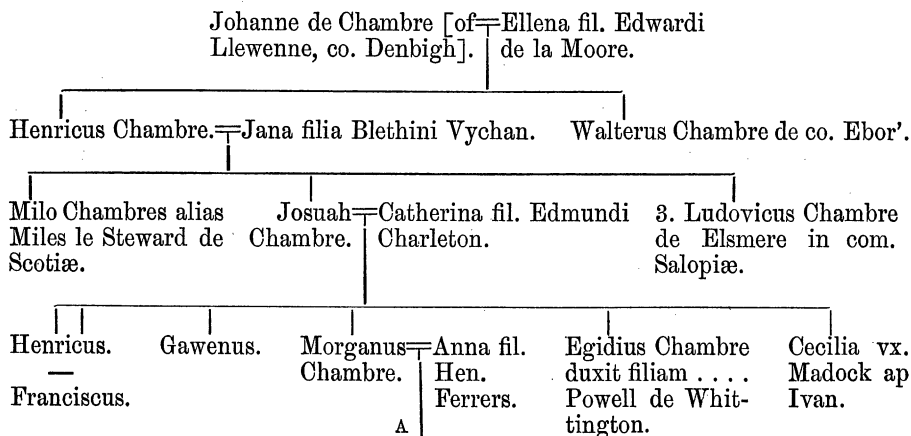 Johanne de Chambre [of=Ellena fil. Edwardi
Llewenne, co. Denbigh]. de la Moore.
Henricus Chambre.=Jana filia Blethini Vychan. Walterus Chambre de co. Ebor'.
Milo Chambres alias
Miles le Steward de
Scotiæ.
Josuah=Catherina fil. Edmundi
Chambre. Charleton.
3. Ludovicus Chambre
de Elsmere in com.
Salopiæ.
Henricus.
—
Franciscus.
Gawenus.
Morganus=Anna fil.
Chambre. Hen.
Ferrers.
A
Egidius Chambre
duxit filiam . . . .
Powell de Whit-
tington.
Cecilia vx.
Madock ap
Ivan.